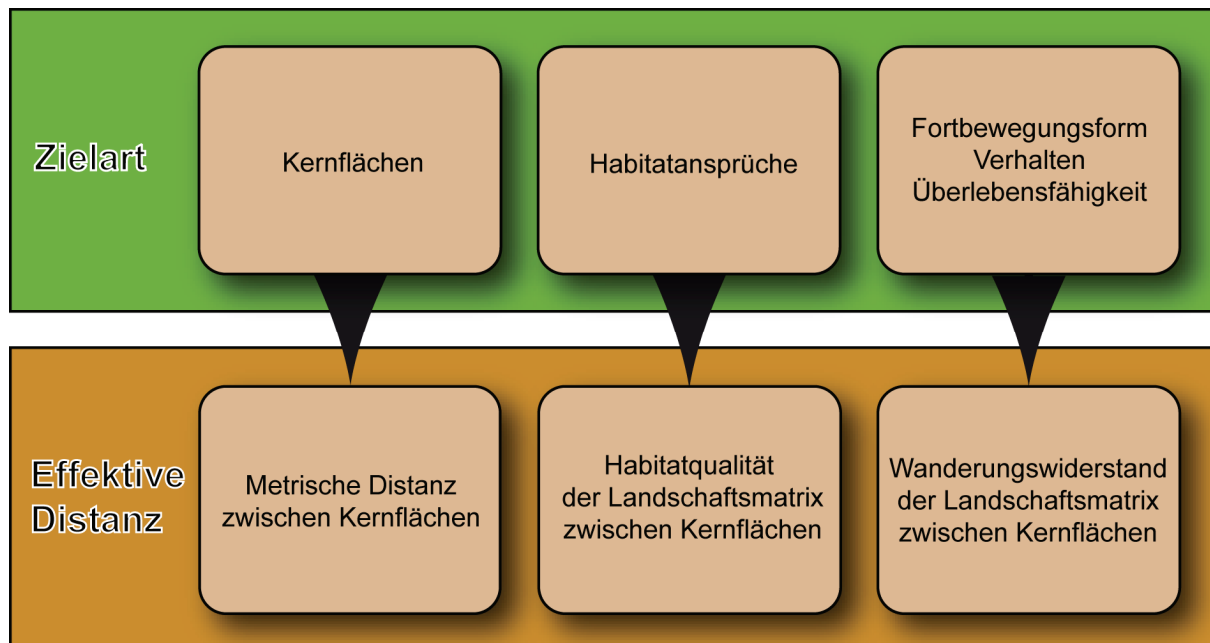 Zielart
Kernflächen
Habitatansprüche
Fortbewegungsform
Verhalten
Überlebensfähigkeit
Effektive
Distanz
Metrische Distanz
zwischen Kernflächen
Habitatqualität
der Landschaftsmatrix
zwischen Kernflächen
Wanderungswiderstand
der Landschaftsmatrix
zwischen Kernflächen